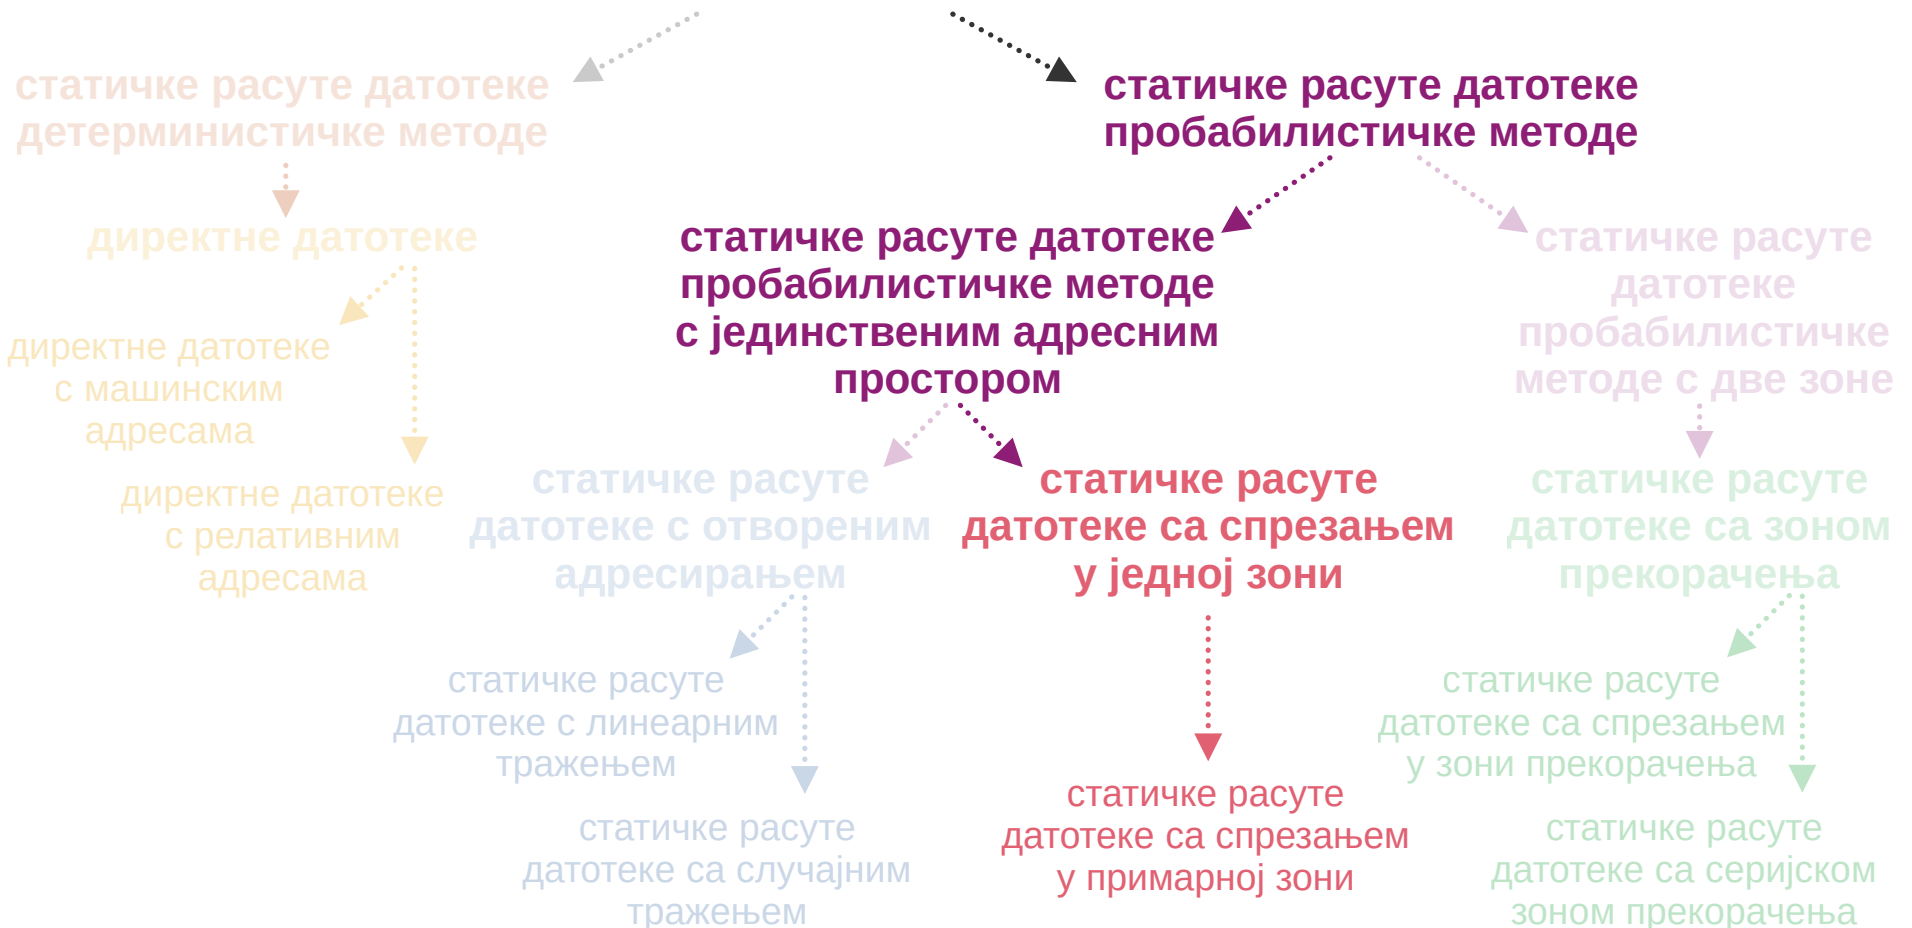 статичке расуте датотеке
детерминистичке методе
статичке расуте датотеке
пробабилистичке методе
директне датотеке
статичке расуте датотеке
пробабилистичке методе
с јединственим адресним
простором
статичке расуте
датотеке
пробабилистичке
методе с две зоне
директне датотеке
с машинским
адресама
директне датотеке
с релативним
адресама
статичке расуте
датотеке с отвореним
адресирањем
статичке расуте
датотеке са спрезањем
у једној зони
статичке расуте
датотеке са зоном
прекорачења
статичке расуте
датотеке с линеарним
тражењем
статичке расуте
датотеке са случајним
тражењем
статичке расуте
датотеке са спрезањем
у примарној зони
статичке расуте
датотеке са спрезањем
у зони прекорачења
статичке расуте
датотеке са серијском
зоном прекорачења